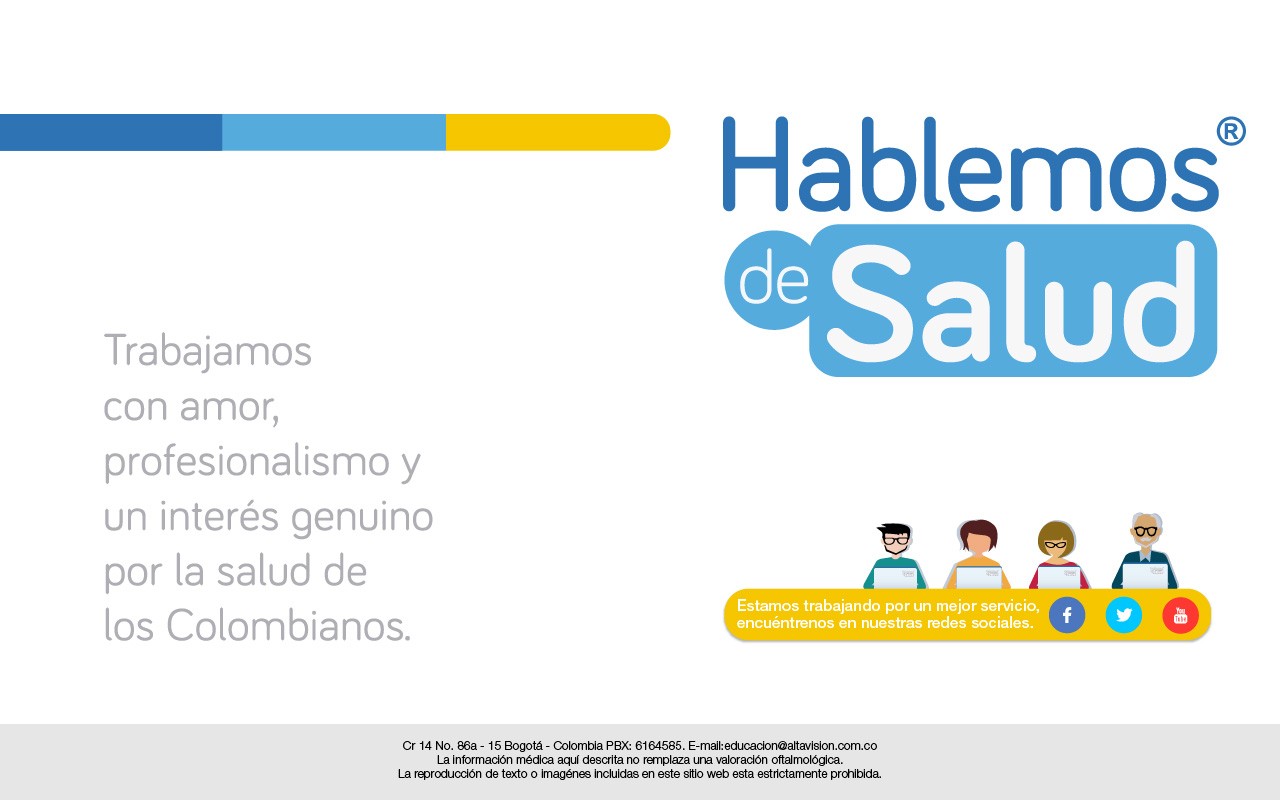 Hablemos®
de Salud
Trabajamos
con amor,
profesionalismo y
un interés genuino
por la salud de
los Colombianos.
Estamos trabajando por un mejor servicio,
encuéntrenos en nuestras redes sociales.
You
Tube
Cr 14 No. 86a - 15 Bogotá - Colombia PBX: 6164585. E-mail:educacion@altavision.com.co
La información médica aquí descrita no remplaza una valoración oftalmológica.
La reproducción de texto o imagénes incluidas en este sitio web esta estrictamente prohibida.